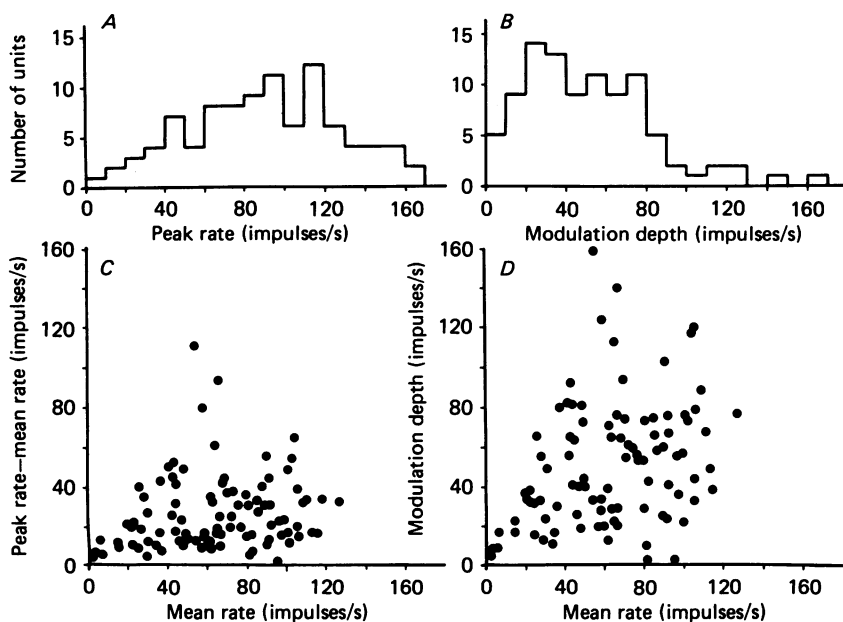 A
Number of units
15
10
5
0
0 40 80 120 160
Peak rate (impulses/s)
B
15
10
5
0
0 40 80 120 160
Modulation depth (impulses/s)
C
Peak rate–mean rate (impulses/s)
160
120
80
40
0
0 40 80 120 160
Mean rate (impulses/s)
D
Modulation depth (impulses/s)
160
120
80
40
0
0 40 80 120 160
Mean rate (impulses/s)